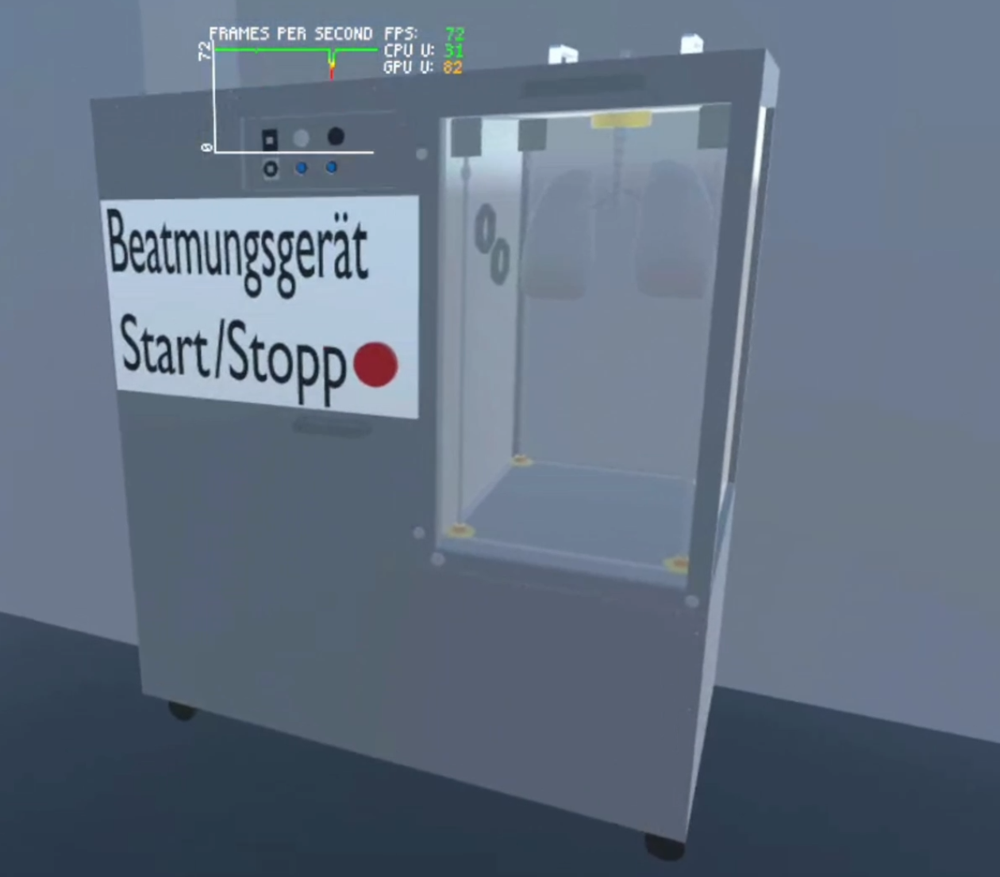 FRAMES PER SECOND FPS: 72
CPU U: 31
GPU U: 82
72
0
Beatmungsgerät
Start/Stopp